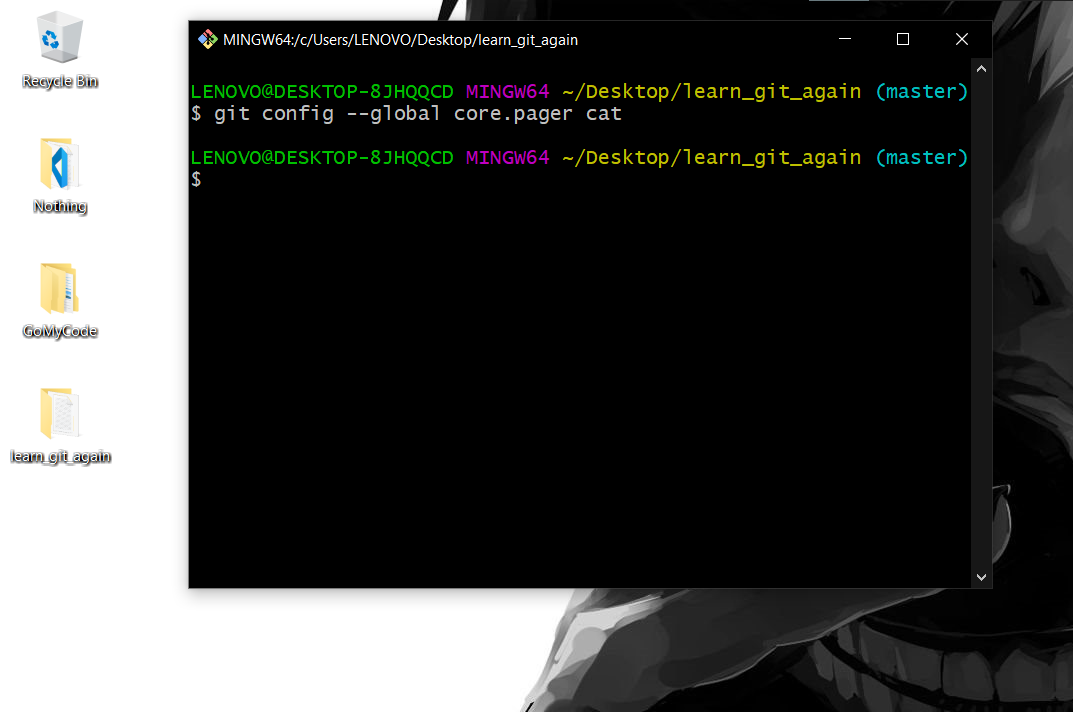 Recycle Bin
Nothing
GoMyCode
learn_git_again
MINGW64:/c/Users/LENOVO/Desktop/learn_git_again
LENOVO@DESKTOP-8JHQQCD MINGW64 ~/Desktop/learn_git_again (master)
$ git config --global core.pager cat
LENOVO@DESKTOP-8JHQQCD MINGW64 ~/Desktop/learn_git_again (master)
$